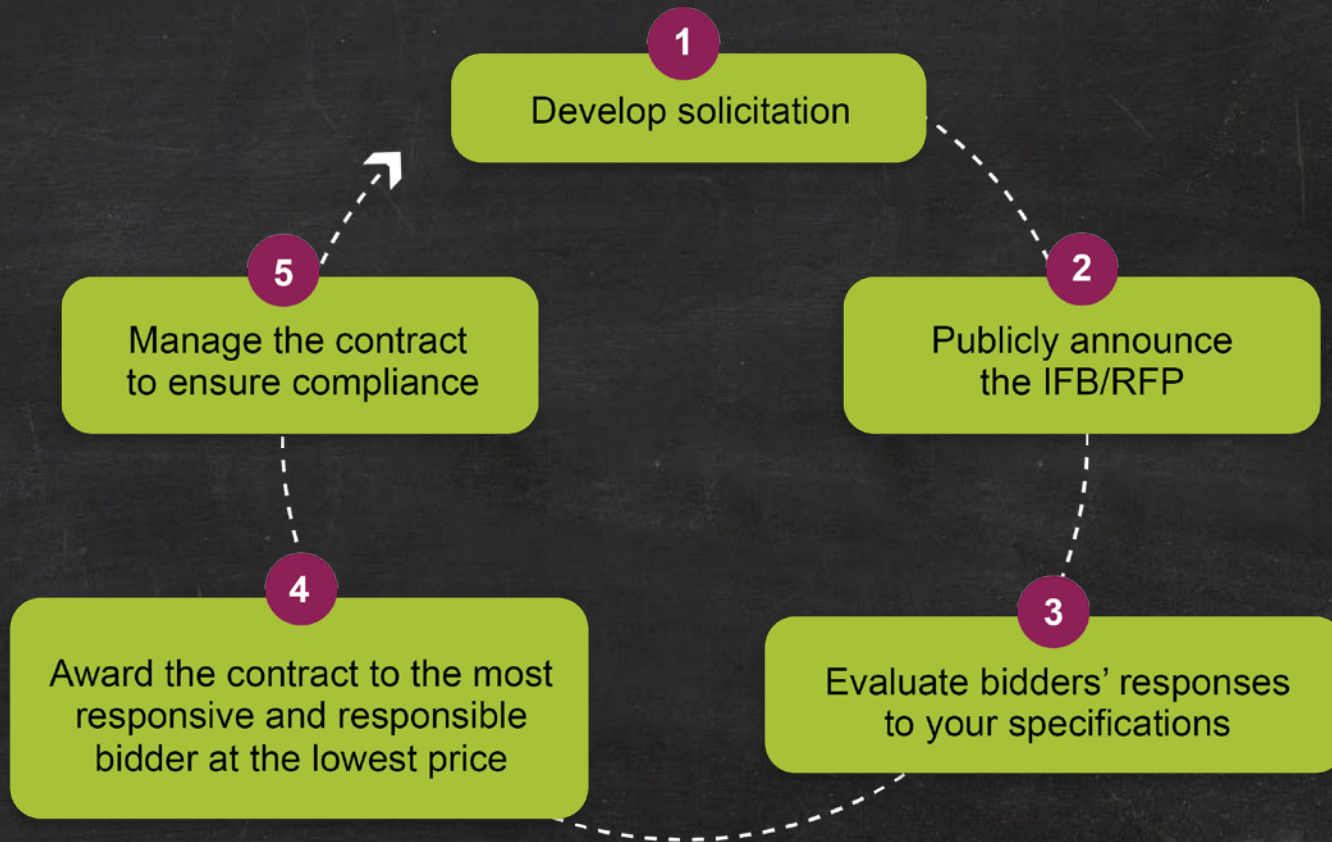 1
Develop solicitation
2
Publicly announce
the IFB/RFP
3
Evaluate bidders’ responses
to your specifications
4
Award the contract to the most
responsive and responsible
bidder at the lowest price
5
Manage the contract
to ensure compliance